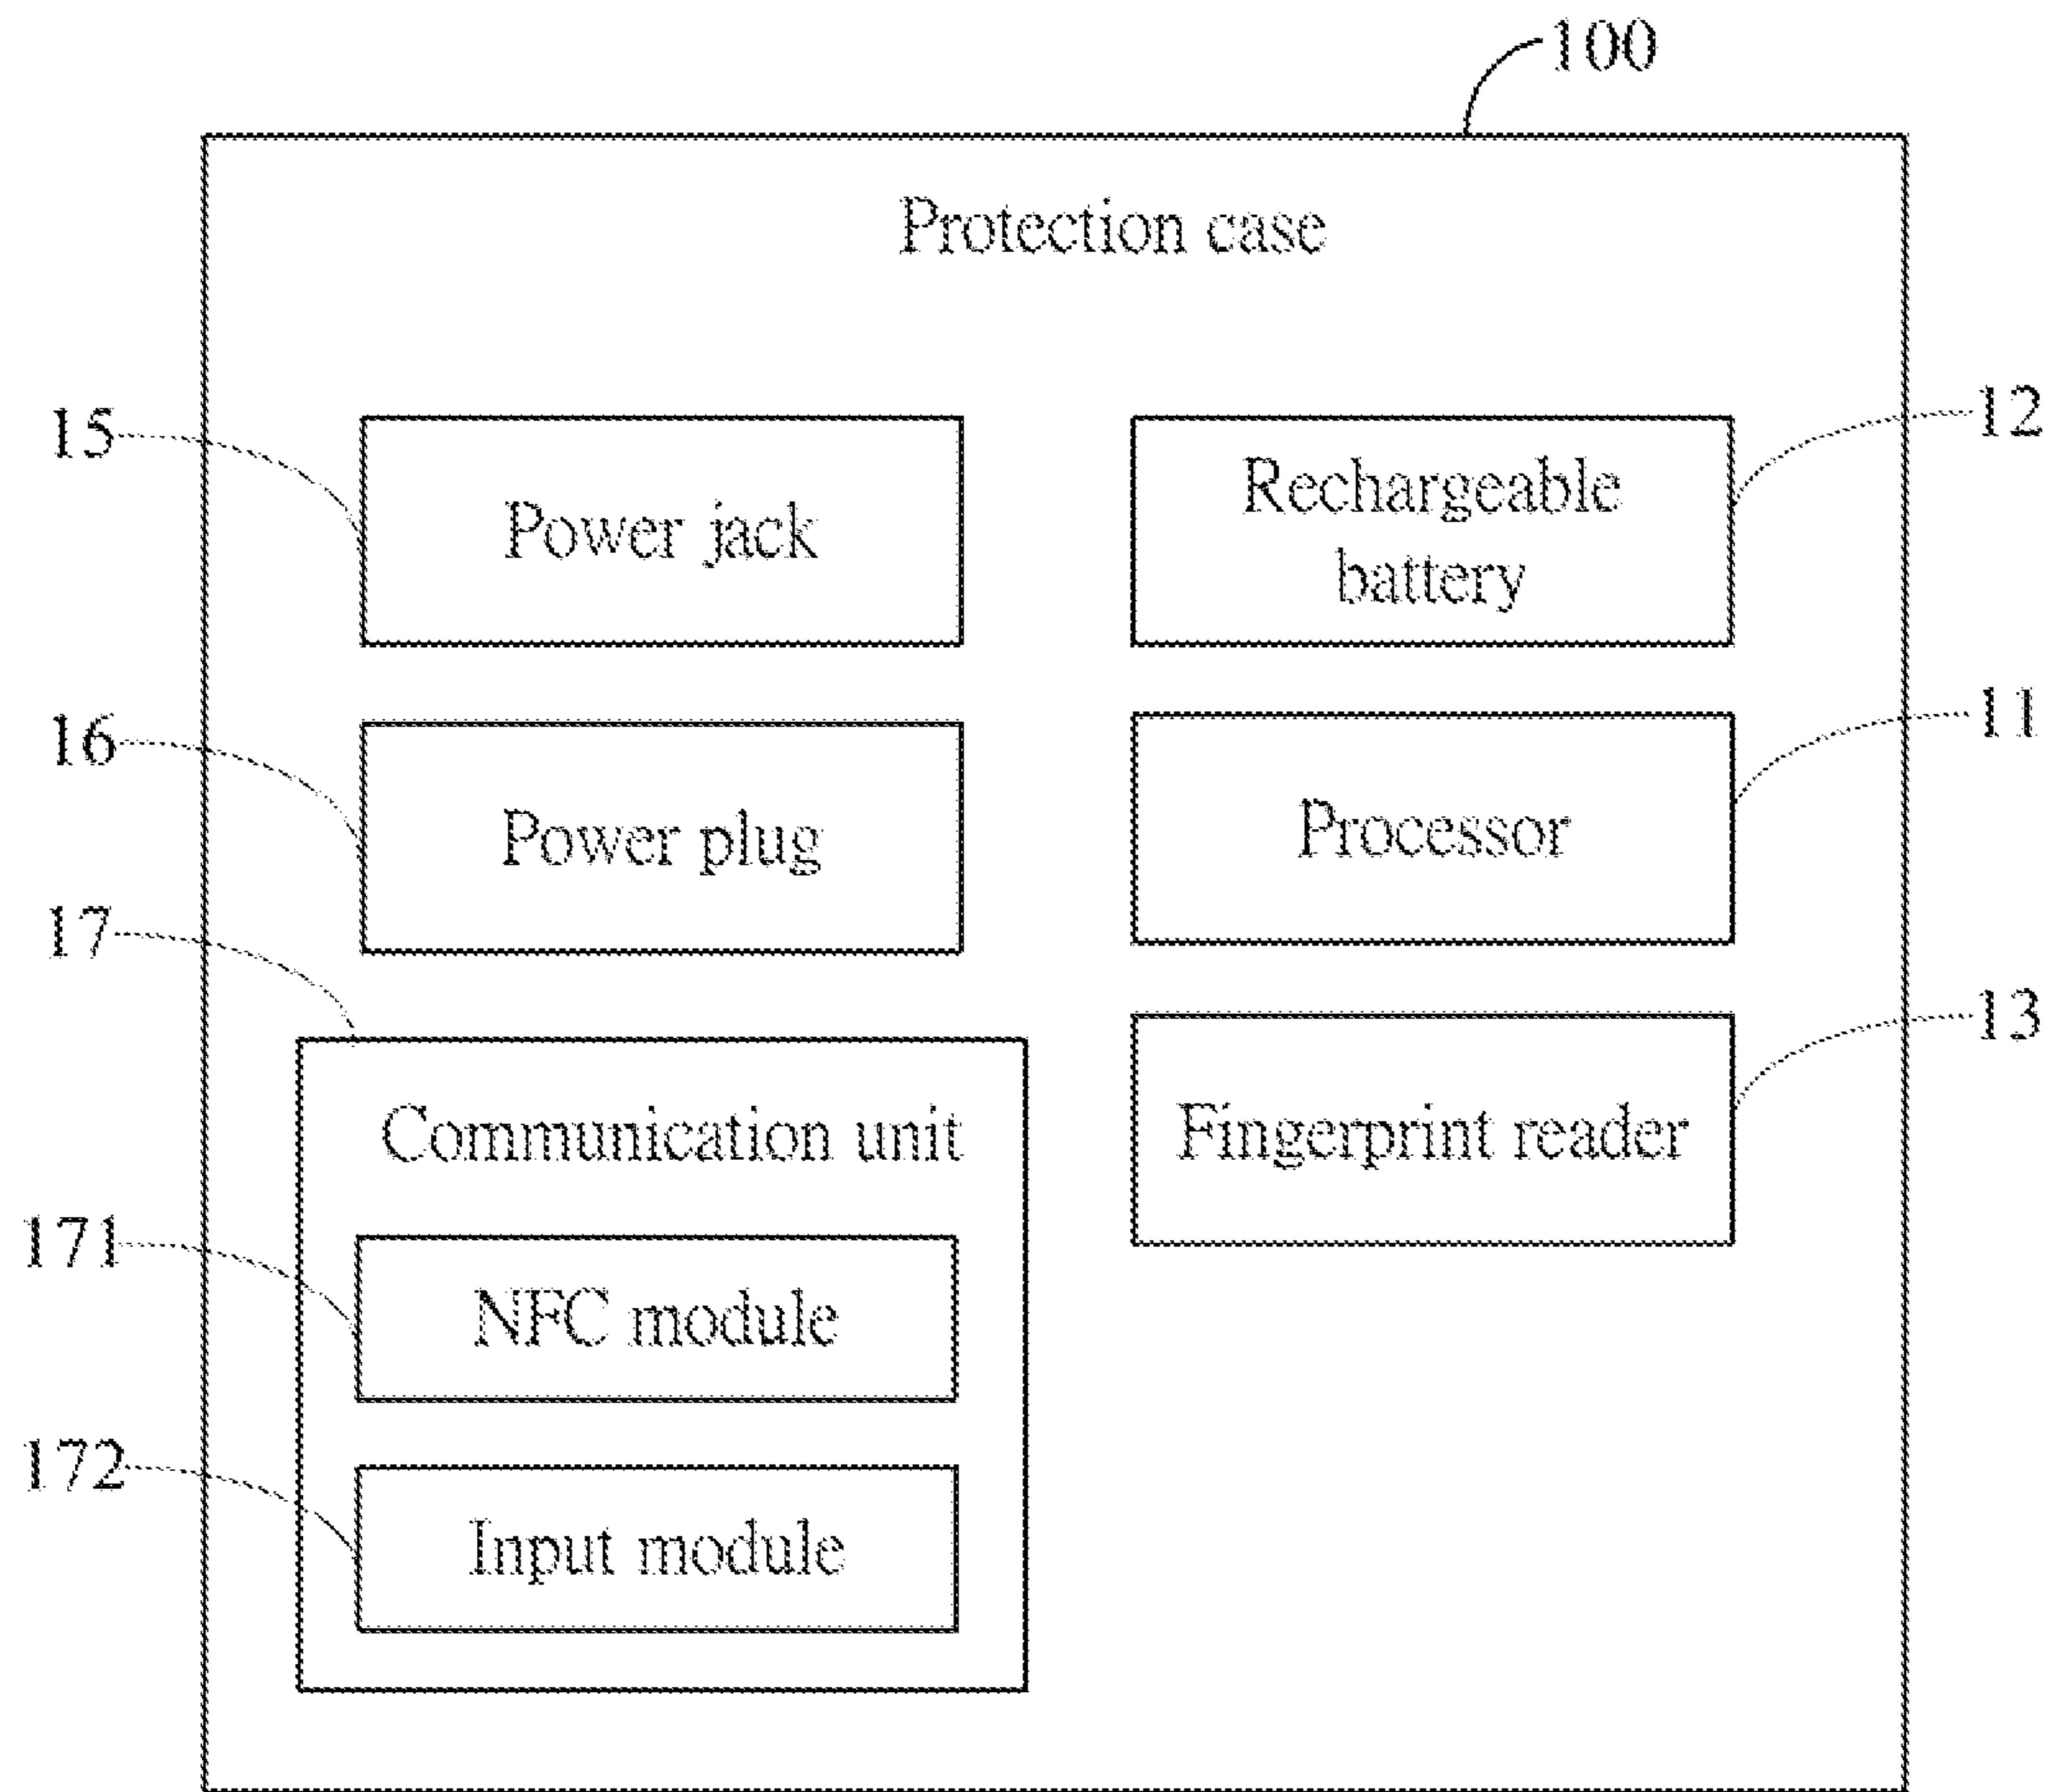 100
Protection case
15
Power jack
Rechargeable
battery
12
16
Power plug
Processor
11
17
Communication unit
Fingerprint reader
13
171
NFC module
172
Input module